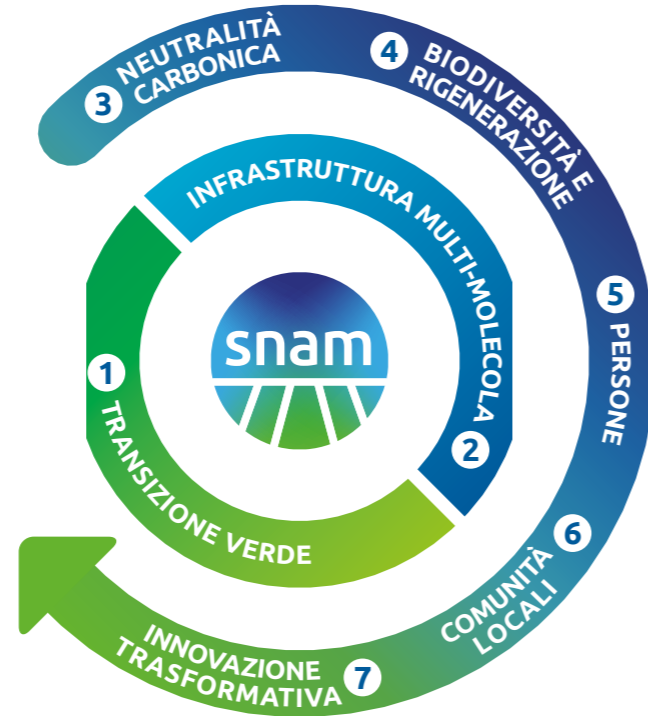 snam
1
TRANSIZIONE VERDE
INFRASTRUTTURA MULTI-MOLECOLA
2
3
NEUTRALITÀ
CARBONICA
4
BIODIVERSITÀ E
RIGENERAZIONE
5
PERSONE
6
COMUNITÀ
LOCALI
INNOVAZIONE
TRASFORMATIVA
7